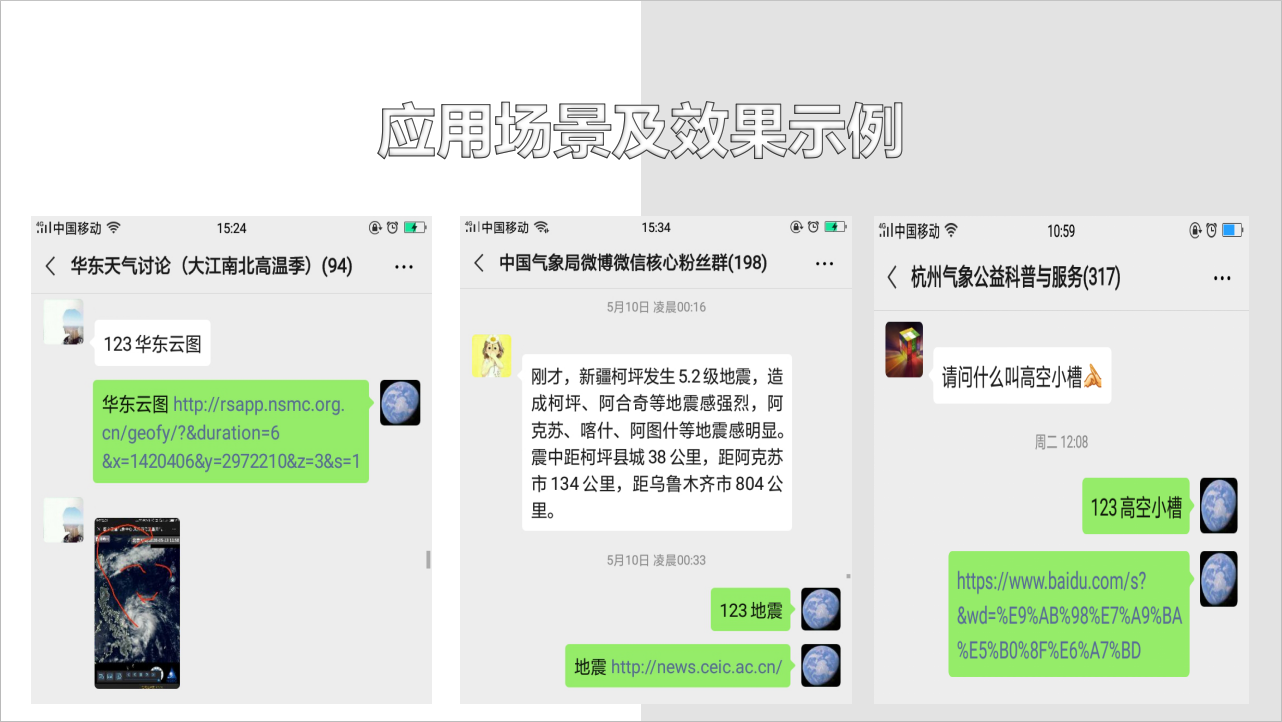 应用场景及效果示例
4G 中国移动 15:24
华东天气讨论（大江南北高温季）(94) ...
123 华东云图
华东云图 http://rsapp.nsmc.org.
cn/geofy/?&duration=6
&x=1420406&y=2972210&z=3&s=1
4G 中国移动 15:34
中国气象局微博微信核心粉丝群(198) ...
5月10日 凌晨00:16
刚才，新疆柯坪发生 5.2 级地震，造
成柯坪、阿合奇等地震感强烈，阿
克苏、喀什、阿图什等地震感明显。
震中距柯坪县城 38 公里，距阿克苏
市 134 公里，距乌鲁木齐市 804 公
里。
5月10日 凌晨00:33
123 地震
地震 http://news.ceic.ac.cn/
4G 中国移动 10:59
杭州气象公益科普与服务(317) ...
请问什么叫高空小槽
周二 12:08
123 高空小槽
https://www.baidu.com/s?
&wd=%E9%AB%98%E7%A9%BA
%E5%B0%8F%E6%A7%BD